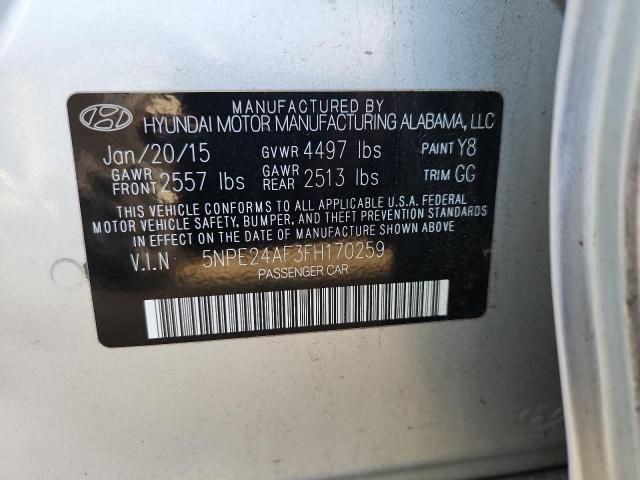 MANUFACTURED BY
HYUNDAI MOTOR MANUFACTURING ALABAMA, LLC
Jan/20/15 GVWR 4497 lbs PAINT Y8
GAWR FRONT 2557 lbs GAWR REAR 2513 lbs TRIM GG
THIS VEHICLE CONFORMS TO ALL APPLICABLE U.S.A. FEDERAL
MOTOR VEHICLE SAFETY, BUMPER, AND THEFT PREVENTION
STANDARDS IN EFFECT ON THE DATE OF MANUFACTURE SHOWN ABOVE.
V.I.N 5NPE24AF3FH170259
PASSENGER CAR